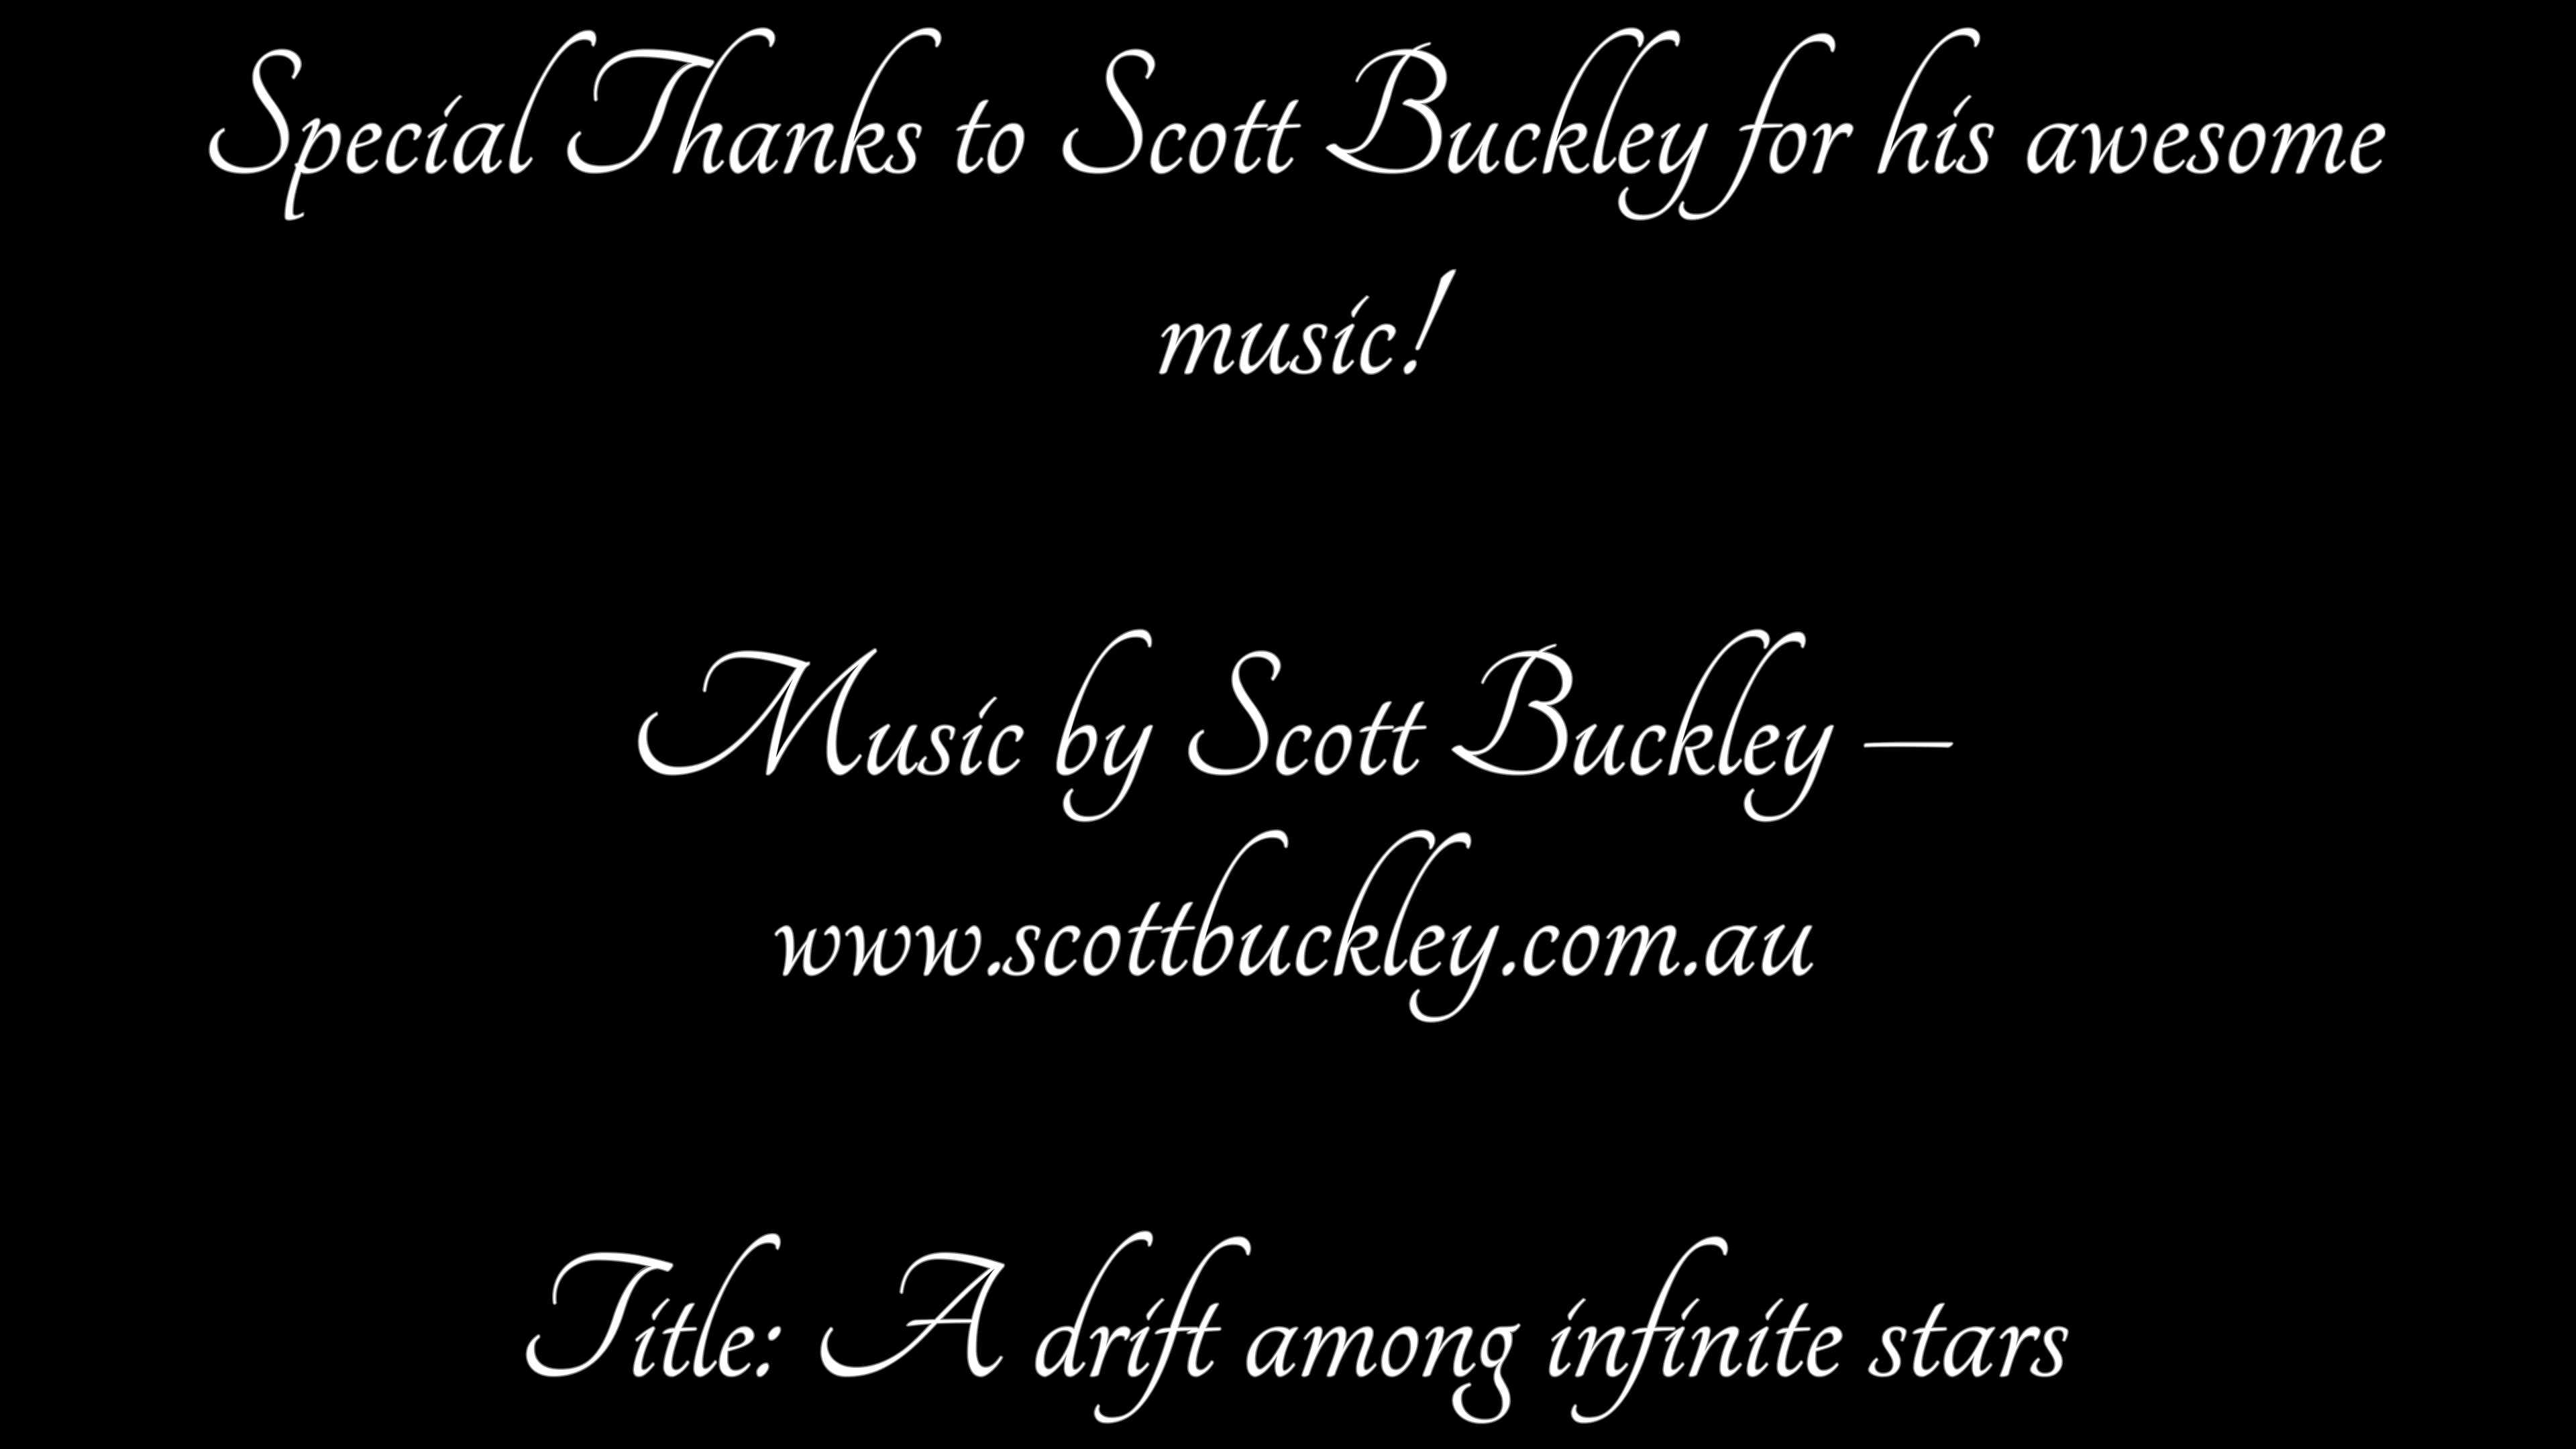 Special Thanks to Scott Buckley for his awesome
music!
Music by Scott Buckley –
www.scottbuckley.com.au
Title: A drift among infinite stars